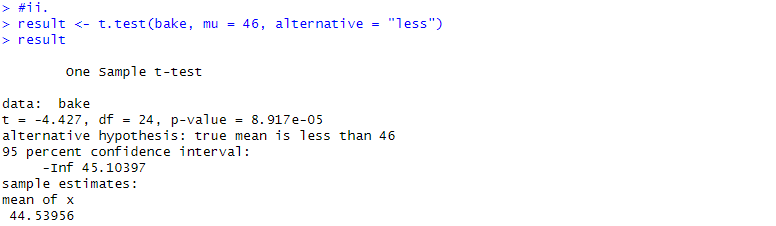 > #ii.
> result <- t.test(bake, mu = 46, alternative = "less")
> result
One Sample t-test
data:  bake
t = -4.427, df = 24, p-value = 8.917e-05
alternative hypothesis: true mean is less than 46
95 percent confidence interval:
-Inf 45.10397
sample estimates:
mean of x
44.53956